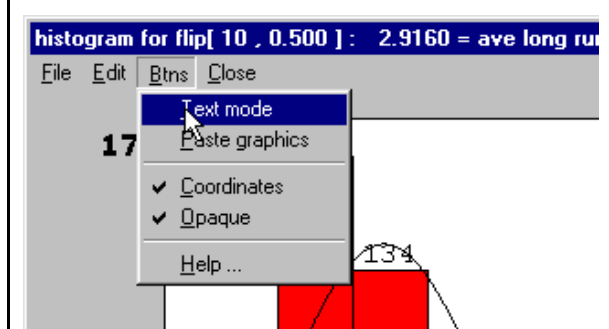 histogram for flip[ 10 , 0.500 ] : 2.9160 = ave long
File Edit Btns Close
Text mode
17
Paste graphics
Coordinates
Opaque
134
Help ...